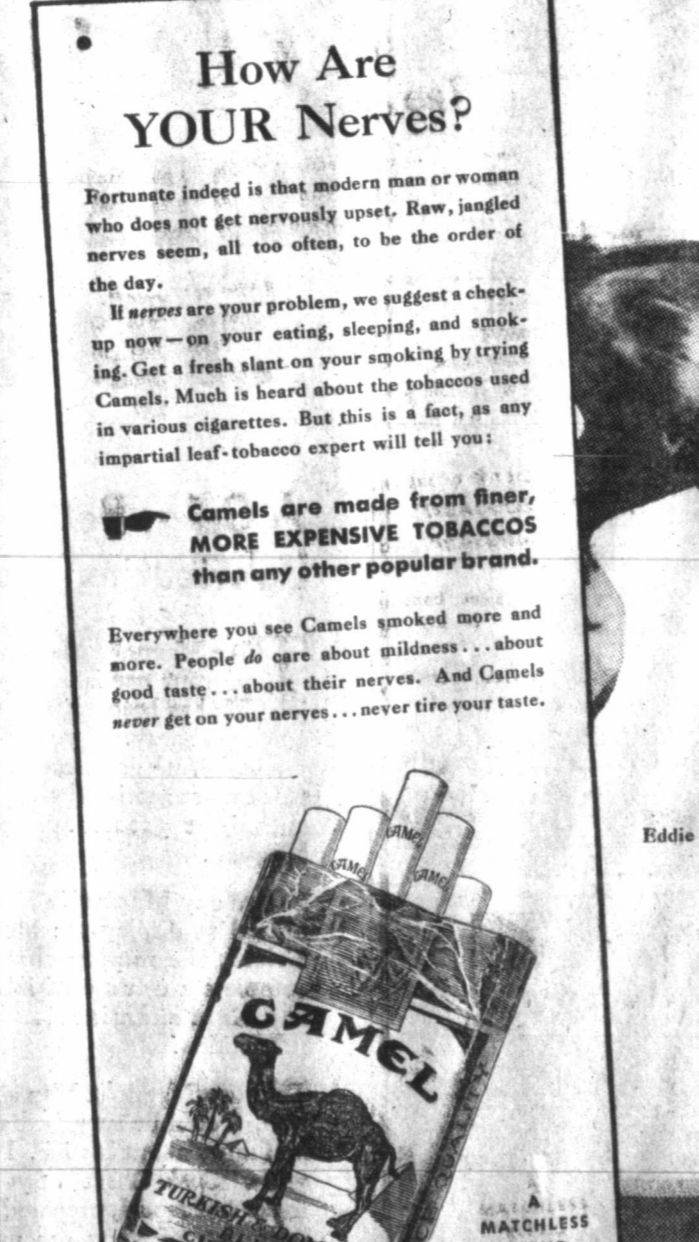 How Are
YOUR Nerves?
Fortunate indeed is that modern man or woman
who does not get nervously upset. Raw, jangled
nerves seem, all too often, to be the order of
the day.
If nerves are your problem, we suggest a check-
up now—on your eating, sleeping, and smok-
ing. Get a fresh slant on your smoking by trying
Camels. Much is heard about the tobaccos used
in various cigarettes. But this is a fact, as any
impartial leaf-tobacco expert will tell you:
Camels are made from finer,
MORE EXPENSIVE TOBACCOS
than any other popular brand.
Everywhere you see Camels smoked more and
more. People do care about mildness...about
good taste...about their nerves. And Camels
never get on your nerves...never tire your taste.
CAMEL
CAMEL
CAMEL
CAMEL
TURKISH &
A
MATCHLESS
Eddie